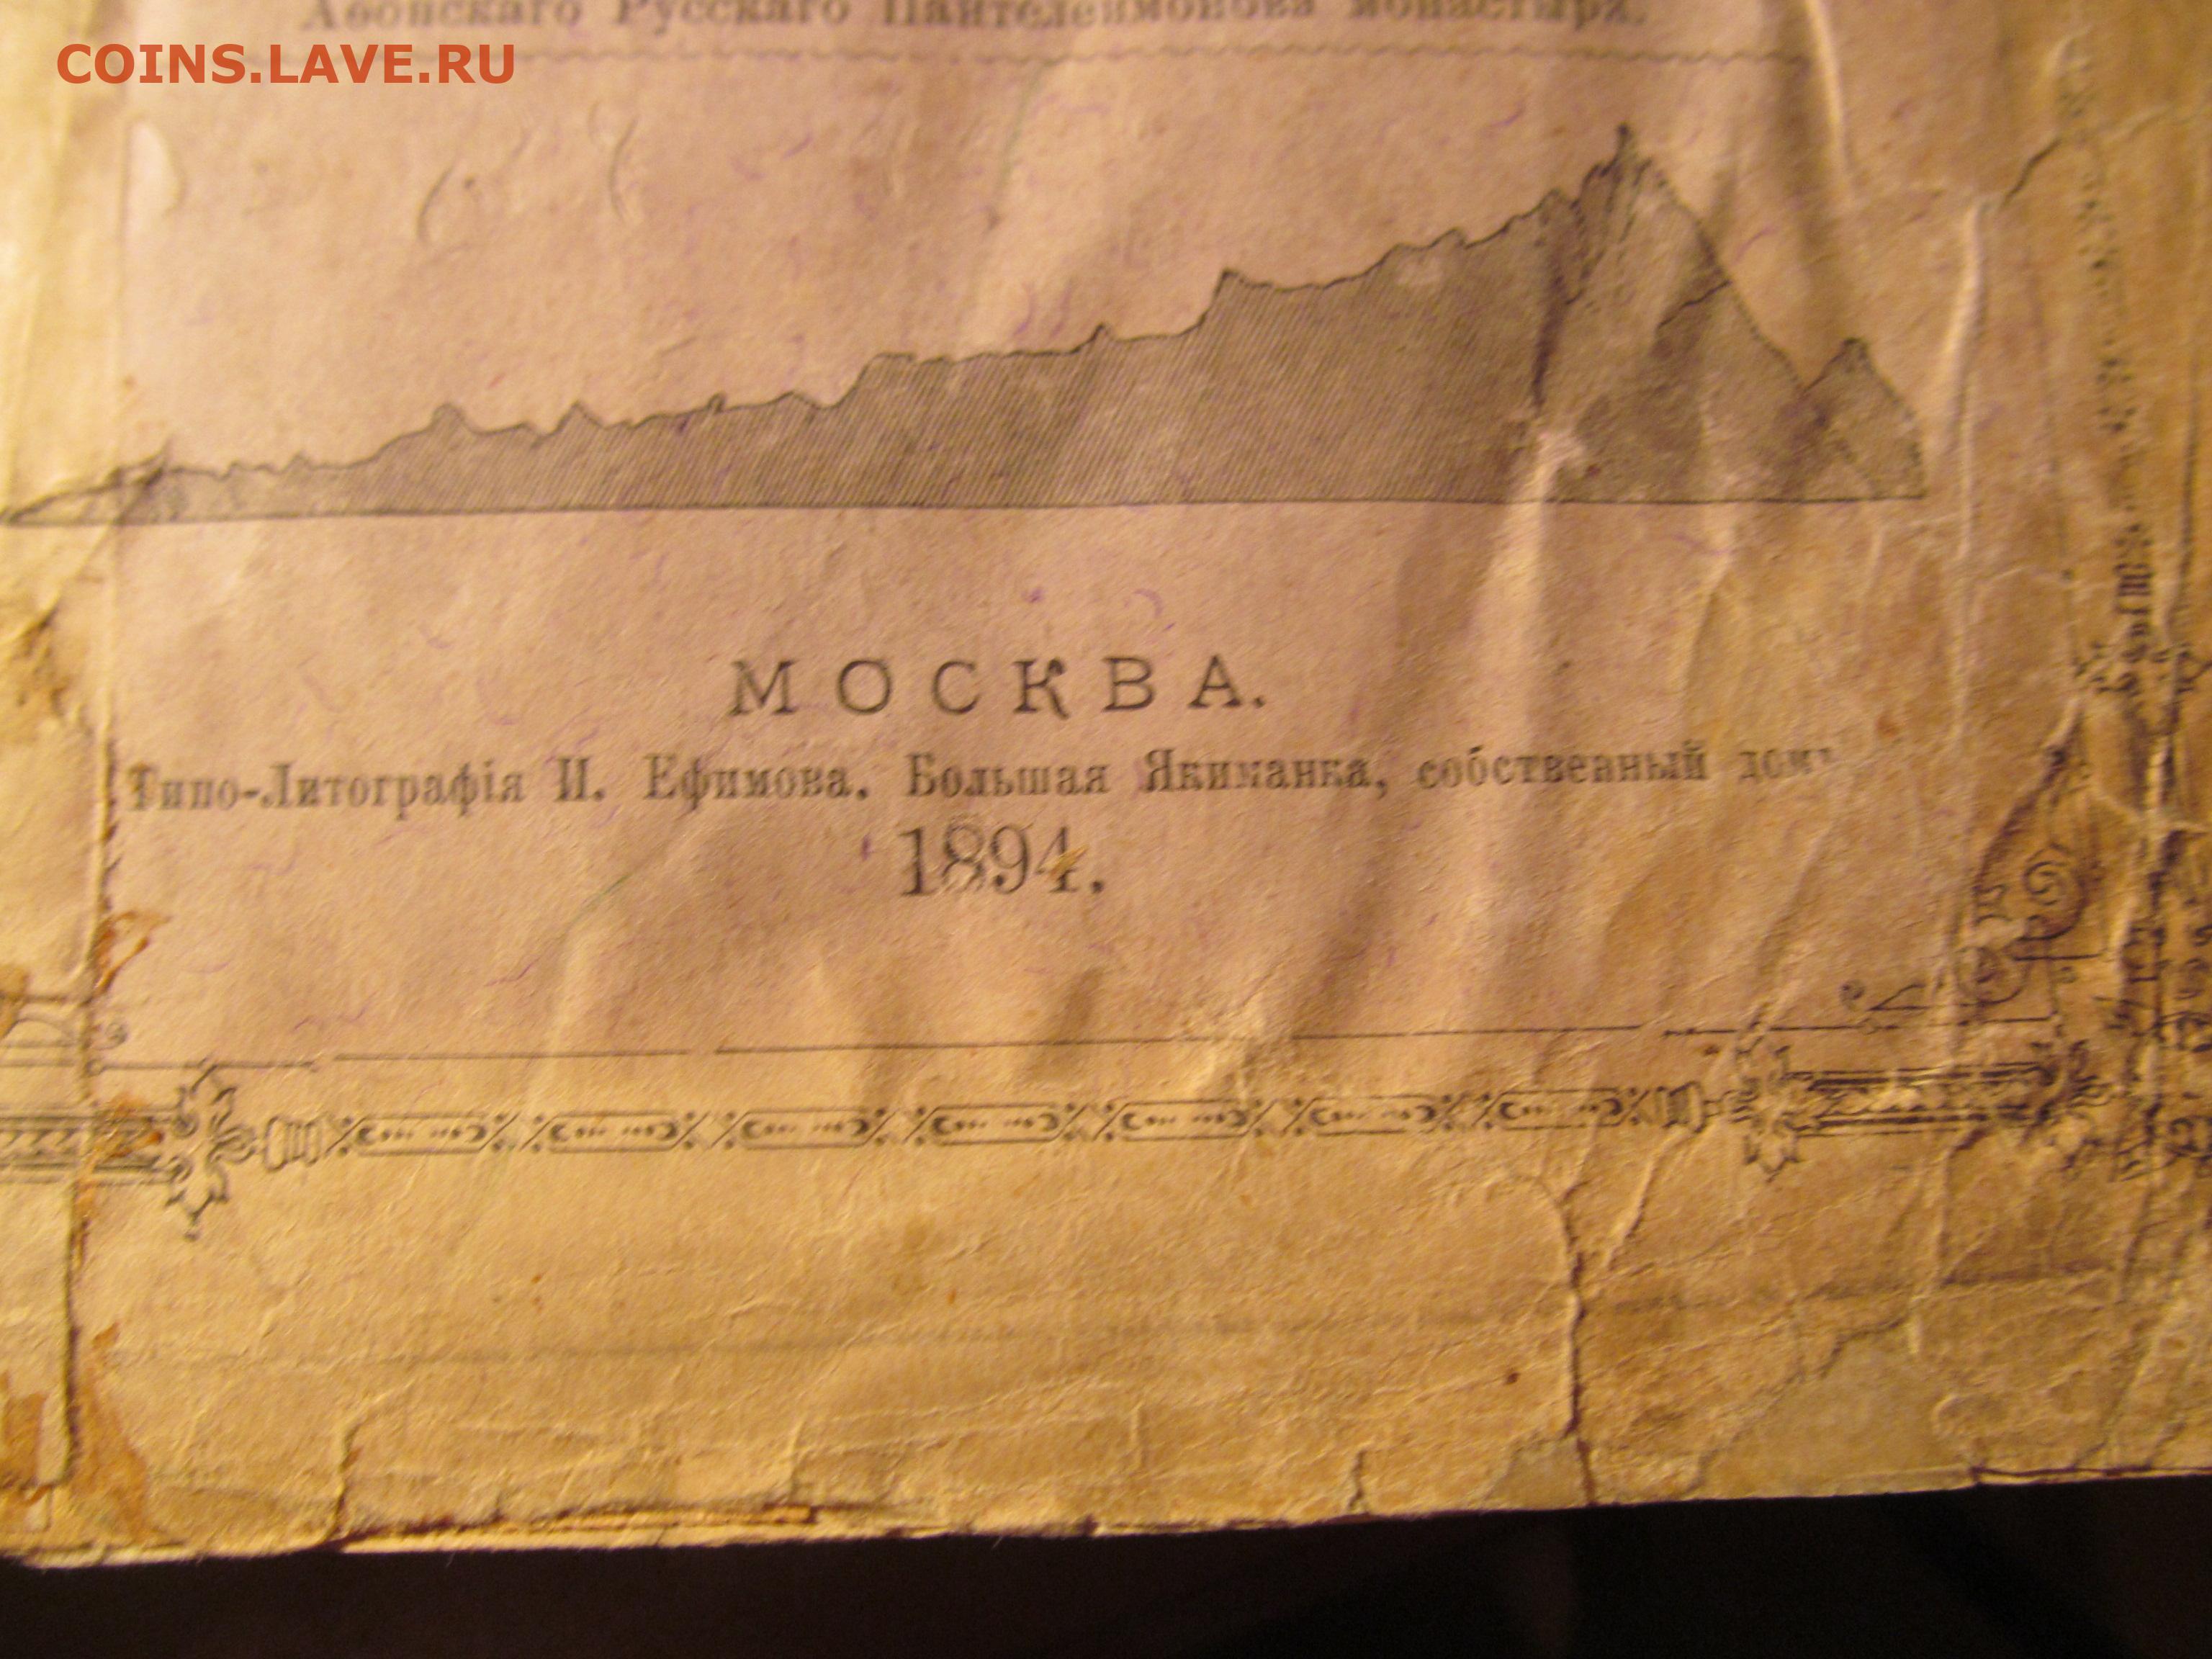 Аѳонскаго Русскаго Пантелеимонова монастыря.
COINS.LAVE.RU
МОСКВА.
Типо-Литографія И. Ефимова. Большая Якиманка, собственный домъ
1894.